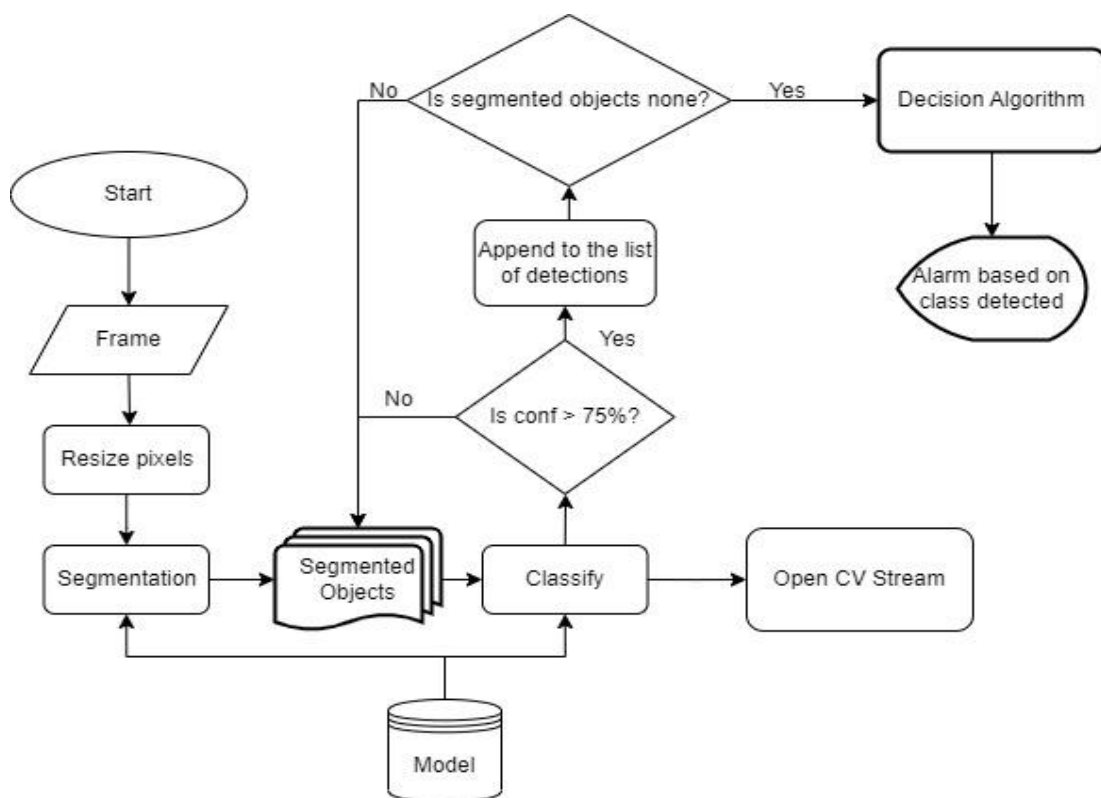 No
Is segmented objects none?
Yes
Decision Algorithm
Start
Append to the list
of detections
Alarm based on
class detected
Frame
Yes
No
Is conf > 75%?
Resize pixels
Segmentation
Segmented
Objects
Classify
Open CV Stream
Model